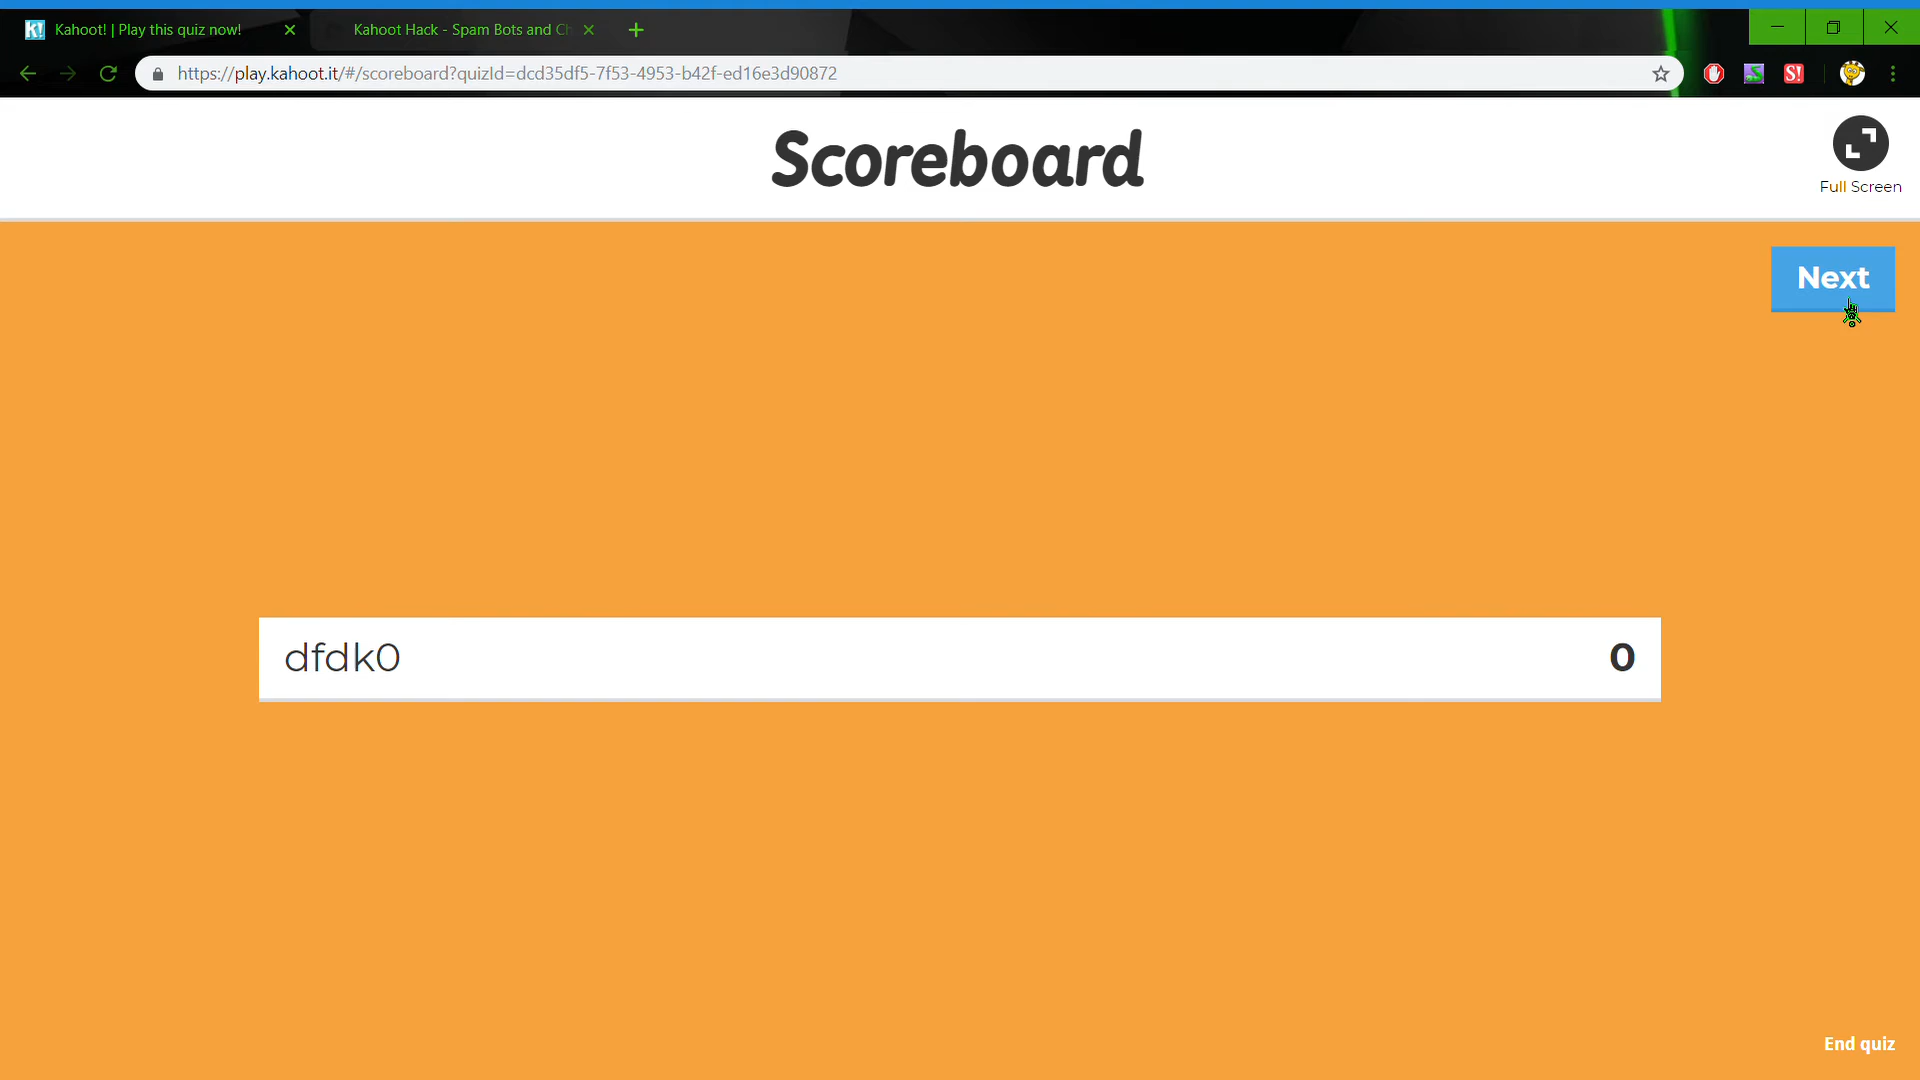 K! Kahoot! | Play this quiz now!
Kahoot Hack - Spam Bots and Ch
https://play.kahoot.it/#/scoreboard?quizId=dcd35df5-7f53-4953-b42f-ed16e3d90872
S!
Scoreboard
Full Screen
Next
dfdk0 0
End quiz